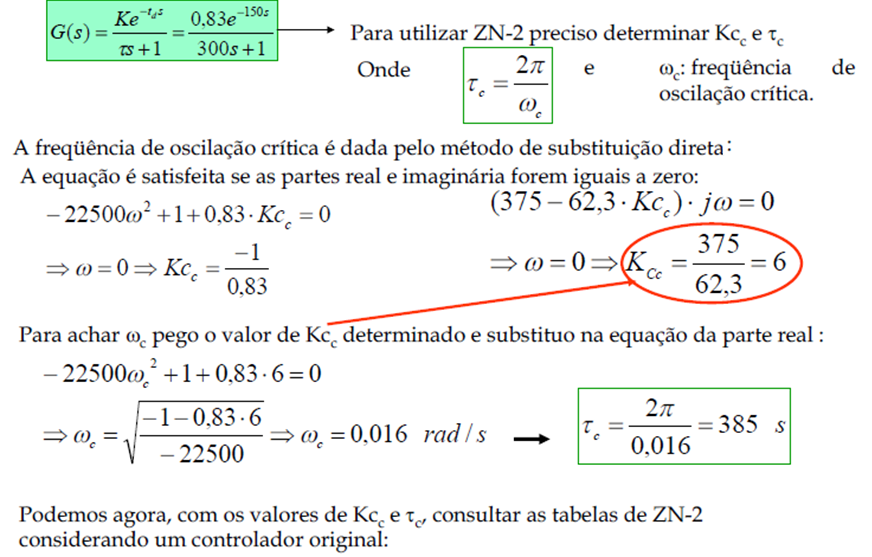 G(s) = Ke^{-t_d s} / τs + 1 = 0,83e^{-150s} / 300s + 1
Para utilizar ZN-2 preciso determinar Kc_c e τ_c
Onde τ_c = 2π / ω_c e ω_c: freqüência de
oscilação crítica.
A freqüência de oscilação crítica é dada pelo método de substituição direta:
A equação é satisfeita se as partes real e imaginária forem iguais a zero:
-22500ω² + 1 + 0,83 · Kc_c = 0
⇒ ω = 0 ⇒ Kc_c = -1 / 0,83
(375 – 62,3 · Kc_c) · jω = 0
⇒ ω = 0 ⇒ K_{Cc} = 375 / 62,3 = 6
Para achar ω_c pego o valor de Kc_c determinado e substituo na equação da parte real :
-22500ω_c² + 1 + 0,83 · 6 = 0
⇒ ω_c = √(-1 - 0,83 · 6 / -22500) ⇒ ω_c = 0,016 rad / s
τ_c = 2π / 0,016 = 385 s
Podemos agora, com os valores de Kc_c e τ_c, consultar as tabelas de ZN-2
considerando um controlador original: